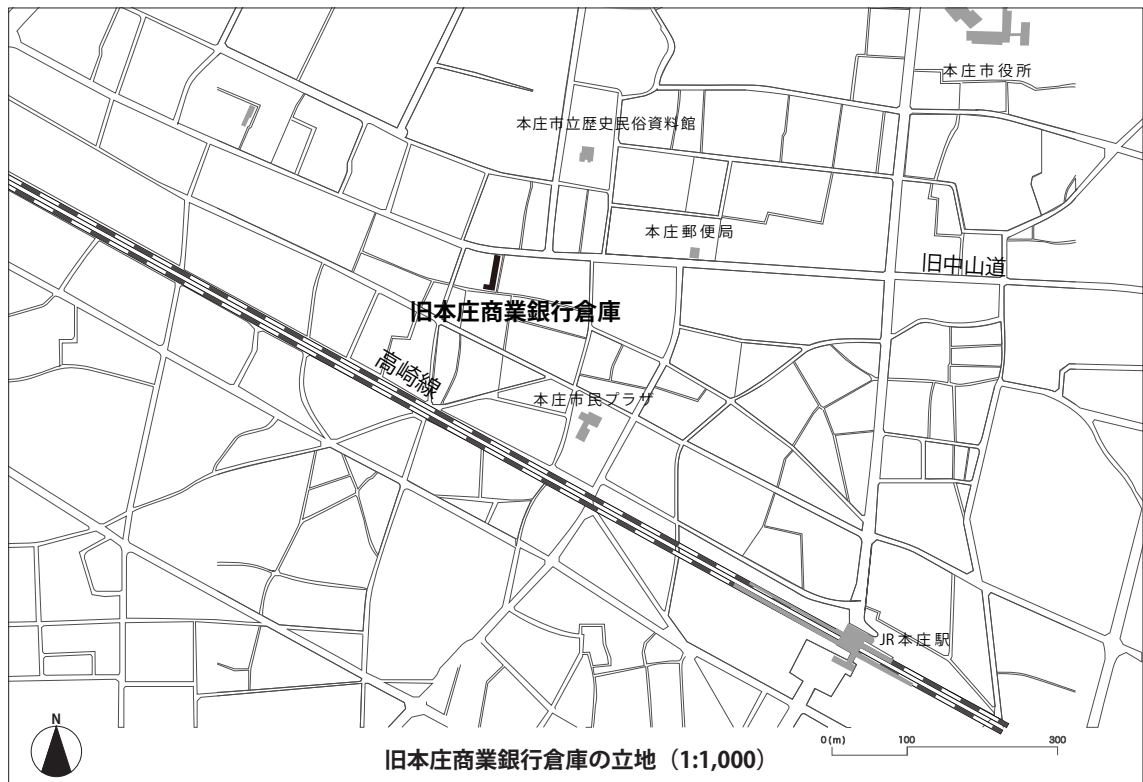 本庄市役所
本庄市立歴史民俗資料館
本庄郵便局
旧中山道
旧本庄商業銀行倉庫
高崎線
本庄市民プラザ
JR本庄駅
N
0(m) 100 300
旧本庄商業銀行倉庫の立地（1:1,000）